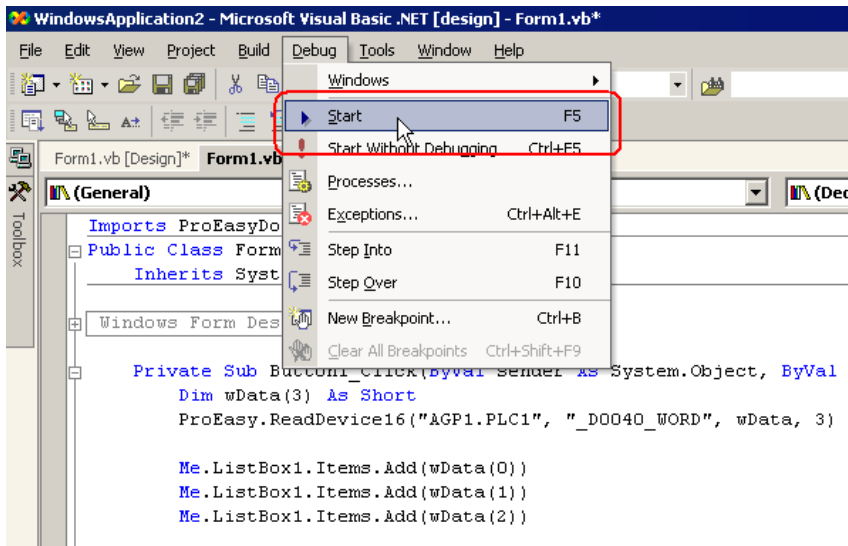 WindowsApplication2 - Microsoft Visual Basic .NET [design] - Form1.vb*
File Edit View Project Build Debug Tools Window Help
Windows
Start F5
Start Without Debugging Ctrl+F5
Form1.vb [Design]* Form1.vb
Processes...
(General)
Exceptions... Ctrl+Alt+E
Toolbox
Imports ProEasyDo
Public Class Form
Step Into F11
Inherits Syst
Step Over F10
New Breakpoint... Ctrl+B
Windows Form Des
Clear All Breakpoints Ctrl+Shift+F9
Private Sub Button1_Click(ByVal sender As System.Object, ByVal
Dim wData(3) As Short
ProEasy.ReadDevice16("AGP1.PLC1", "_D0040_WORD", wData, 3)
Me.ListBox1.Items.Add(wData(0))
Me.ListBox1.Items.Add(wData(1))
Me.ListBox1.Items.Add(wData(2))